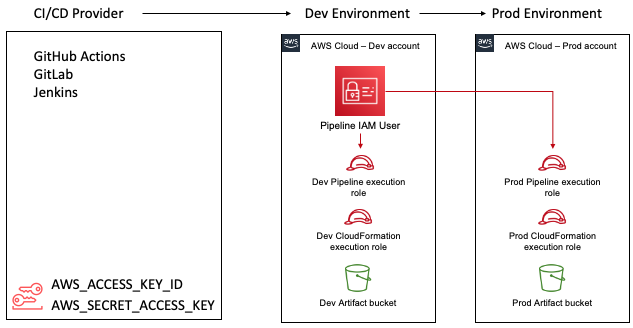 CI/CD Provider
Dev Environment
Prod Environment
GitHub Actions
GitLab
Jenkins
AWS_ACCESS_KEY_ID
AWS_SECRET_ACCESS_KEY
aws
AWS Cloud – Dev account
Pipeline IAM User
Dev Pipeline execution
role
Dev CloudFormation
execution role
Dev Artifact bucket
aws
AWS Cloud – Prod account
Prod Pipeline execution
role
Prod CloudFormation
execution role
Prod Artifact bucket